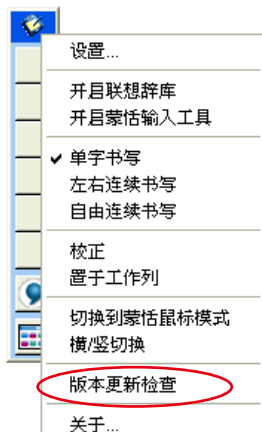 设置...
开启联想辞库
开启蒙恬输入工具
单字书写
左右连续书写
自由连续书写
校正
置于工作列
切换到蒙恬鼠标模式
横/竖切换
版本更新检查
关于...